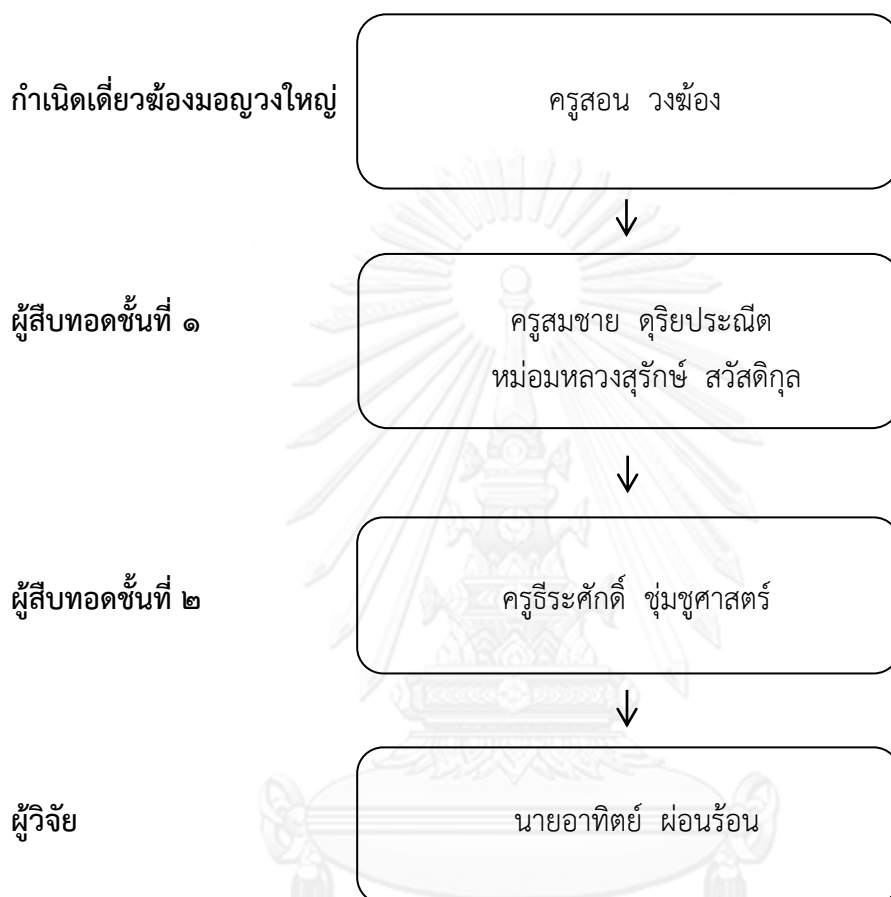 กำเนิดเดี่ยวฆ้องมอญวงใหญ่
ครูสอน วงฆ้อง
ผู้สืบทอดชั้นที่ ๑
ครูสมชาย ดุริยประณีต
หม่อมหลวงสุรักษ์ สวัสดิกุล
ผู้สืบทอดชั้นที่ ๒
ครูธีระศักดิ์ ชุ่มชูศาสตร์
ผู้วิจัย
นายอาทิตย์ ผ่อนร้อน